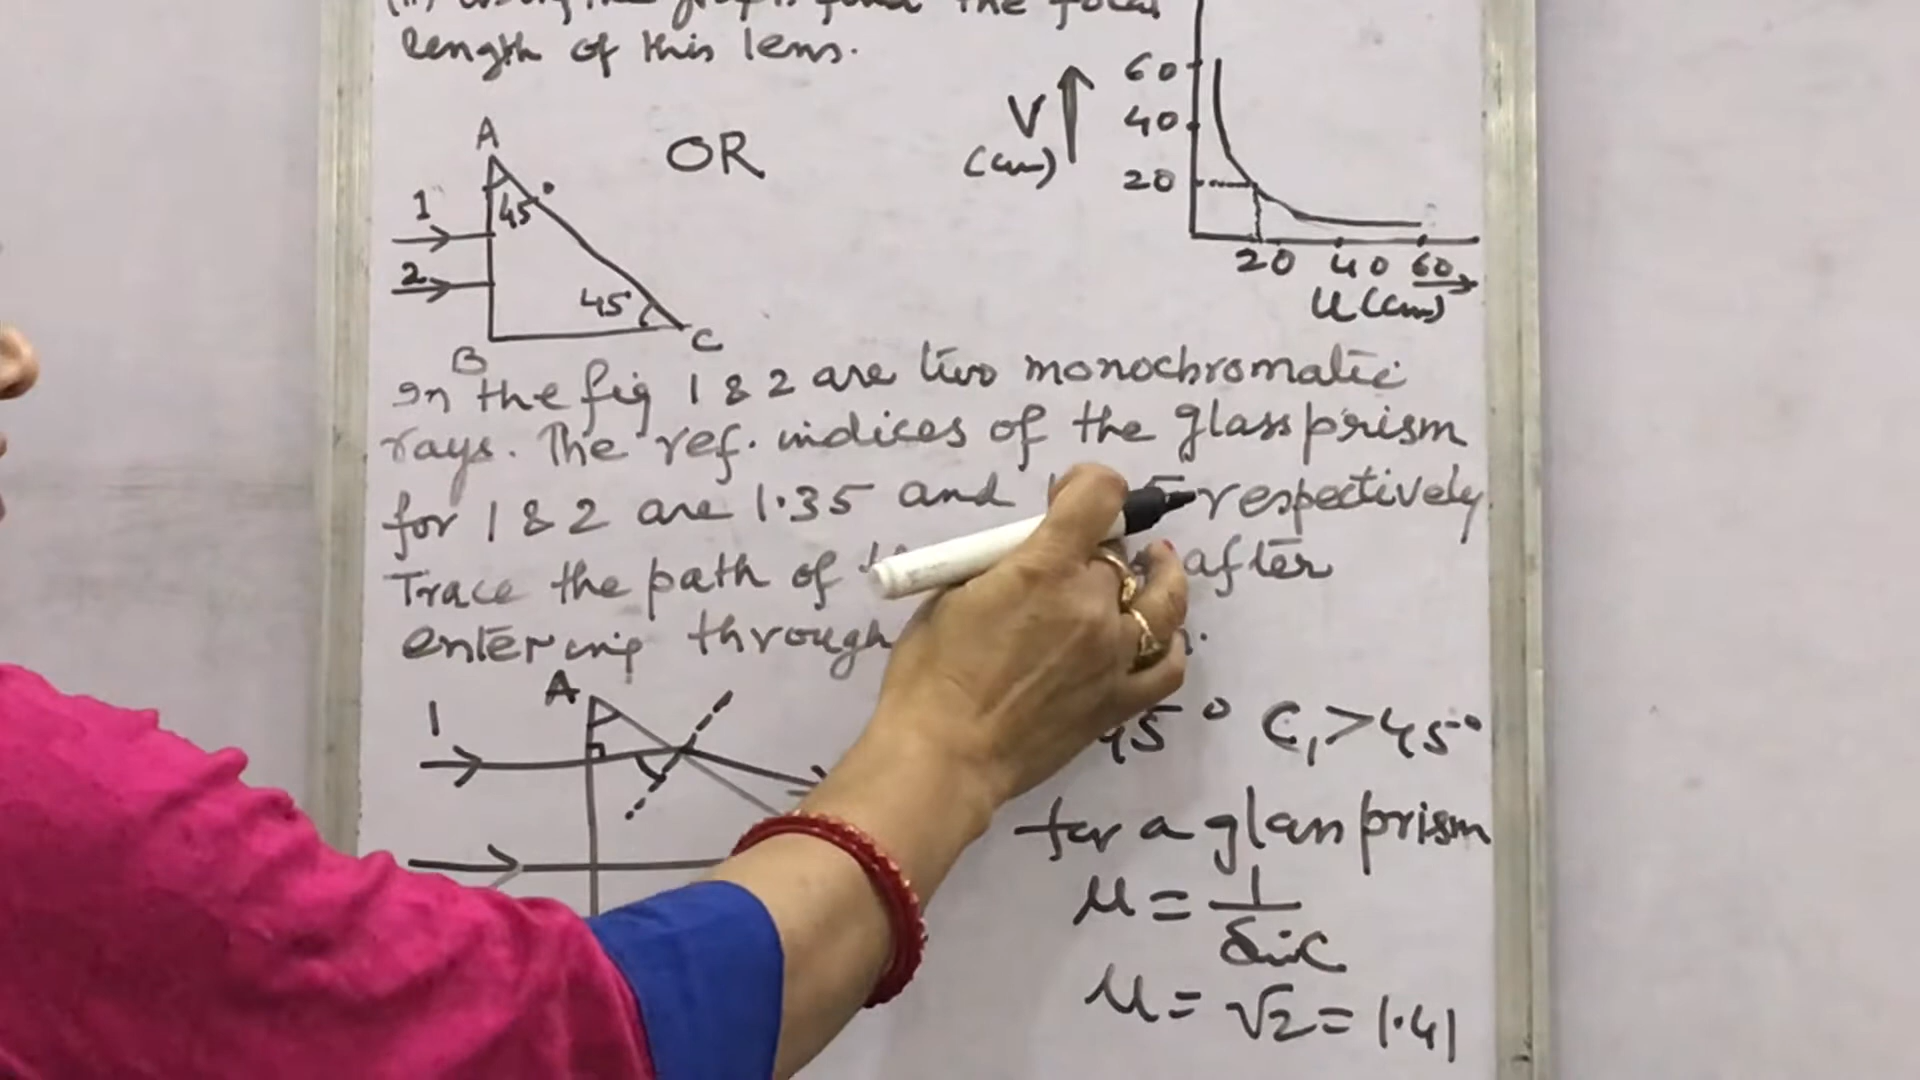 length of this lens.
60
V
40
(cm)
20
20 40 60
u (cm)
A
OR
1
45°
2
45°
B
C
In the fig 1 & 2 are two monochromatic
rays. The ref. indices of the glass prism
for 1 & 2 are 1.35 and respectively
Trace the path of after
entering through
A
1
45° C₁>45°
for a glass prism
μ = 1/sin c
μ = √2 = 1.41